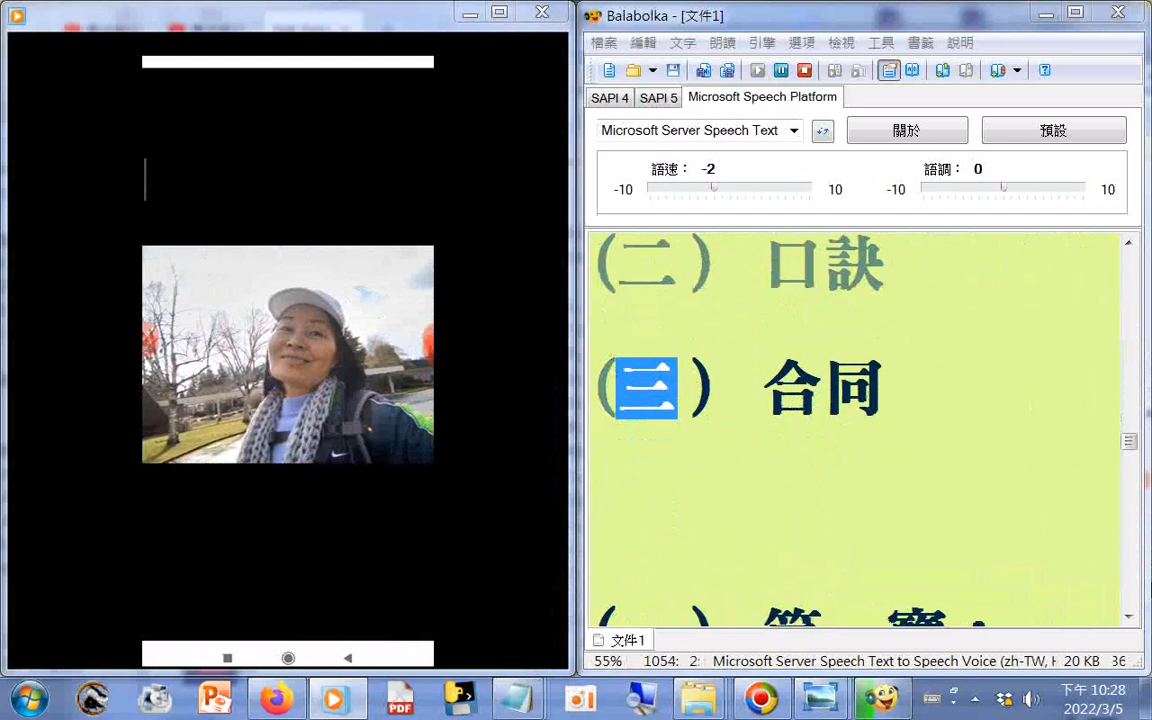 Balabolka - [文件1]
檔案 編輯 文字 朗讀 引擎 選項 檢視 工具 書籤 說明
SAPI 4 SAPI 5 Microsoft Speech Platform
Microsoft Server Speech Text 關於 預設
語速： -2 語調： 0
-10 10 -10 10
(二) 口訣
(三) 合同
文件1
55% 1054: 2: Microsoft Server Speech Text to Speech Voice (zh-TW, H 20 KB 36
下午 10:28
2022/3/5